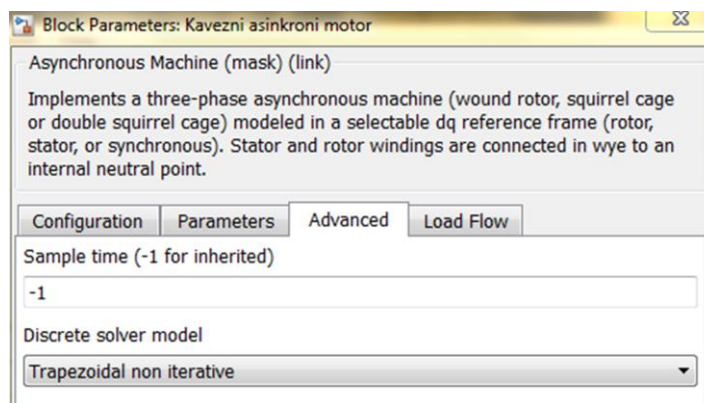 Block Parameters: Kavezni asinkroni motor
Asynchronous Machine (mask) (link)
Implements a three-phase asynchronous machine (wound rotor, squirrel cage
or double squirrel cage) modeled in a selectable dq reference frame (rotor,
stator, or synchronous). Stator and rotor windings are connected in wye to an
internal neutral point.
Configuration Parameters Advanced Load Flow
Sample time (-1 for inherited)
-1
Discrete solver model
Trapezoidal non iterative